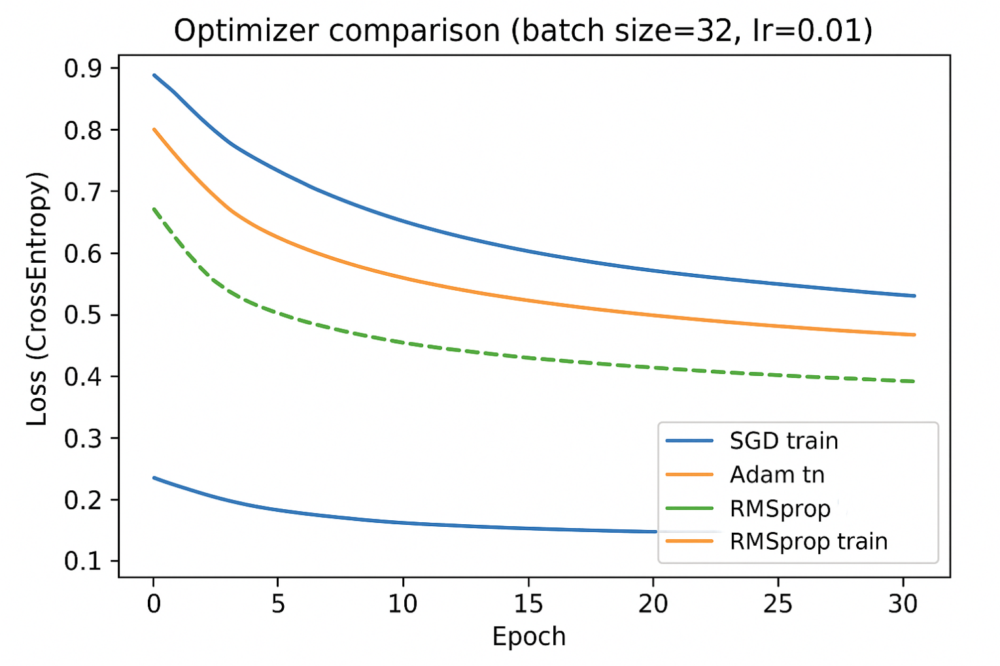 Optimizer comparison (batch size=32, lr=0.01)
Loss (CrossEntropy)
0.9
0.8
0.7
0.6
0.5
0.4
0.3
0.2
0.1
SGD train
Adam tn
RMSprop
RMSprop train
0 5 10 15 20 25 30
Epoch